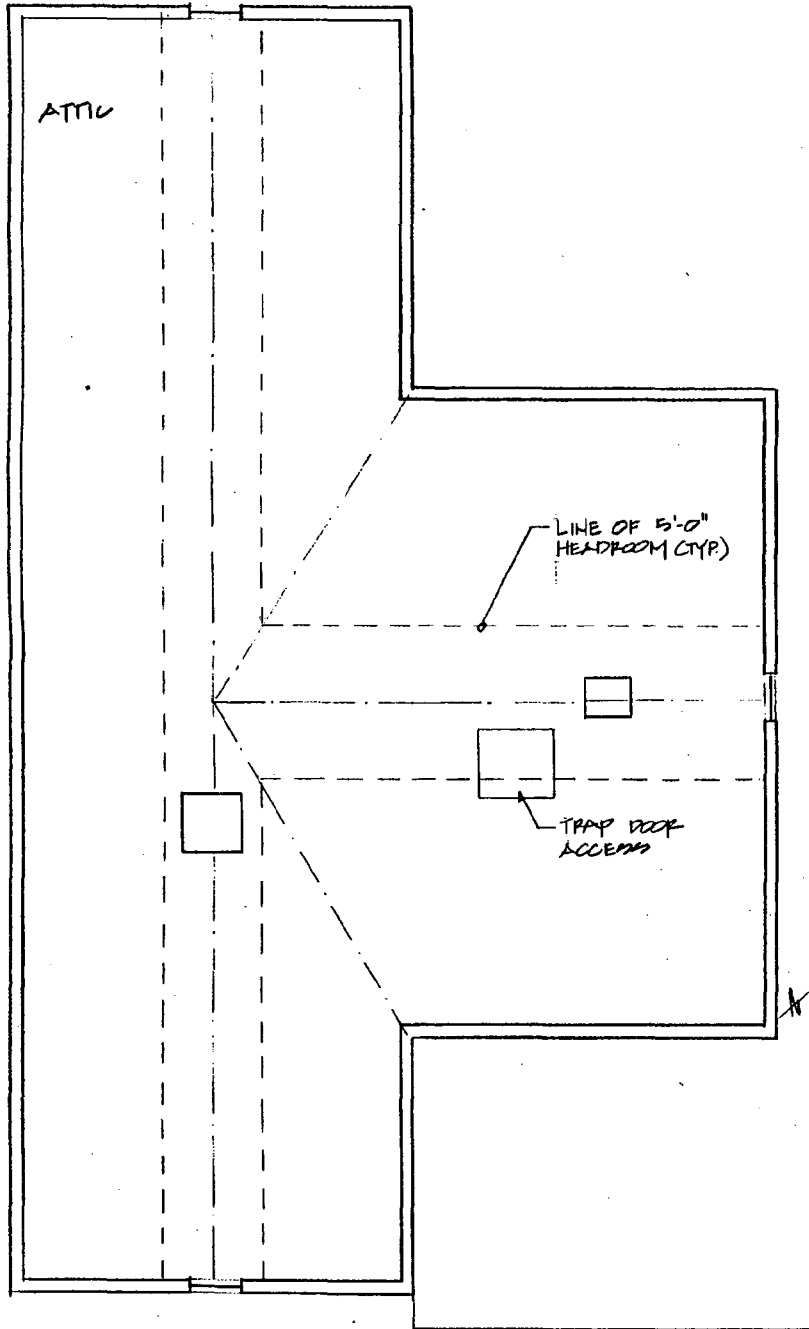 ATTIC
LINE OF 5'-0"
HEADROOM (TYP.)
TRAP DOOR
ACCESS